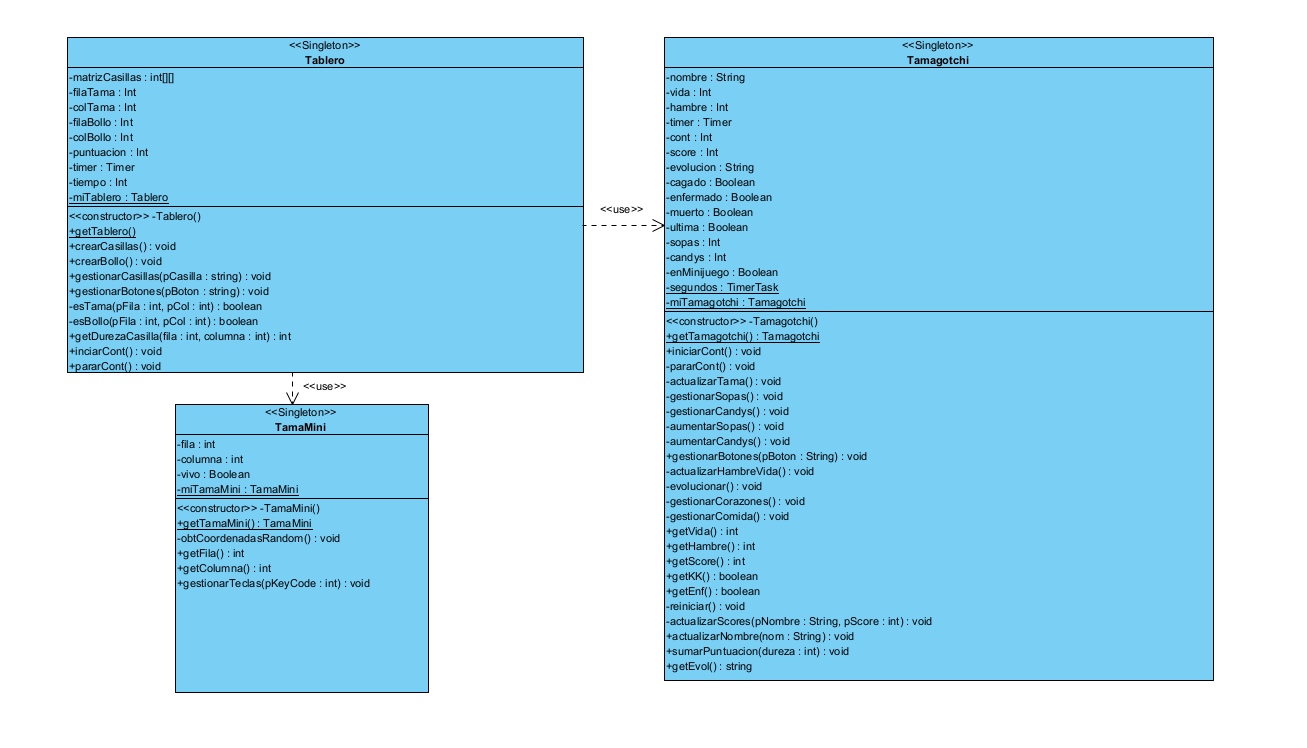 <<Singleton>>
Tablero
-matrizCasillas : int[][]
-filaTama : Int
-colTama : Int
-filaBollo : Int
-colBollo : Int
-puntuacion : Int
-timer : Timer
-tiempo : Int
-miTablero : Tablero
<<constructor>> -Tablero()
+getTablero()
+crearCasillas() : void
+crearBollo() : void
+gestionarCasillas(pCasilla : string) : void
+gestionarBotones(pBoton : string) : void
-esTama(pFila : int, pCol : int) : boolean
-esBollo(pFila : int, pCol : int) : boolean
+getDurezaCasilla(fila : int, columna : int) : int
+inciarCont() : void
+pararCont() : void
<<use>>
<<use>>
<<Singleton>>
TamaMini
-fila : int
-columna : int
-vivo : Boolean
-miTamaMini : TamaMini
<<constructor>> -TamaMini()
+getTamaMini() : TamaMini
-obtCoordenadasRandom() : void
+getFila() : int
+getColumna() : int
+gestionarTeclas(pKeyCode : int) : void
<<Singleton>>
Tamagotchi
-nombre : String
-vida : Int
-hambre : Int
-timer : Timer
-cont : Int
-score : Int
-evolucion : String
-cagado : Boolean
-enfermado : Boolean
-muerto : Boolean
-ultima : Boolean
-sopas : Int
-candys : Int
-enMinijuego : Boolean
-segundos : TimerTask
-miTamagotchi : Tamagotchi
<<constructor>> -Tamagotchi()
+getTamagotchi() : Tamagotchi
+iniciarCont() : void
-pararCont() : void
-actualizarTama() : void
-gestionarSopas() : void
-gestionarCandys() : void
-aumentarSopas() : void
-aumentarCandys() : void
+gestionarBotones(pBoton : String) : void
-actualizarHambreVida() : void
-evolucionar() : void
-gestionarCorazones() : void
-gestionarComida() : void
+getVida() : int
+getHambre() : int
+getScore() : int
+getKK() : boolean
+getEnf() : boolean
-reiniciar() : void
-actualizarScores(pNombre : String, pScore : int) : void
+actualizarNombre(nom : String) : void
+sumarPuntuacion(dureza : int) : void
+getEvol() : string